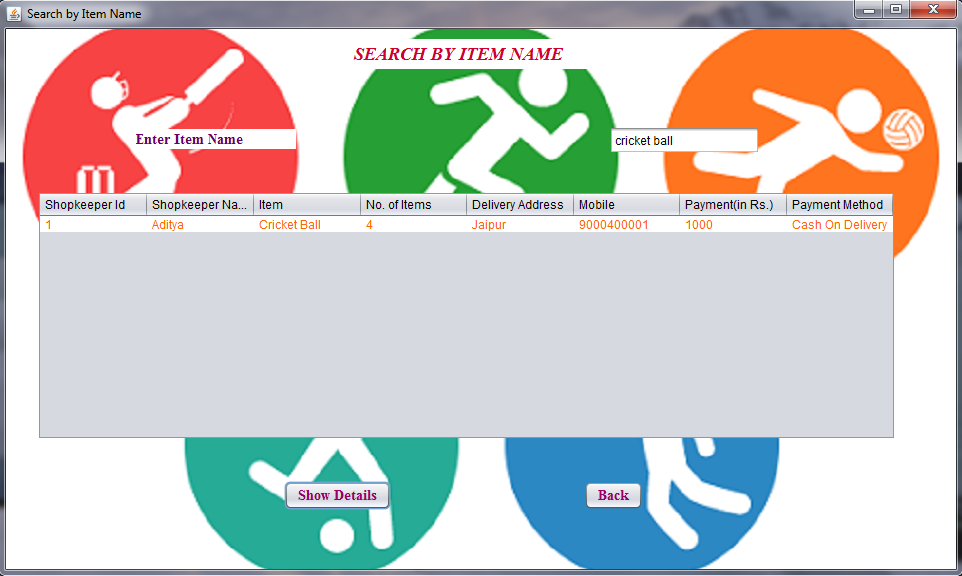 Search by Item Name
SEARCH BY ITEM NAME
Enter Item Name
cricket ball
Shopkeeper Id Shopkeeper Na... Item No. of Items Delivery Address Mobile Payment(in Rs.) Payment Method
1 Aditya Cricket Ball 4 Jaipur 9000400001 1000 Cash On Delivery
Show Details Back